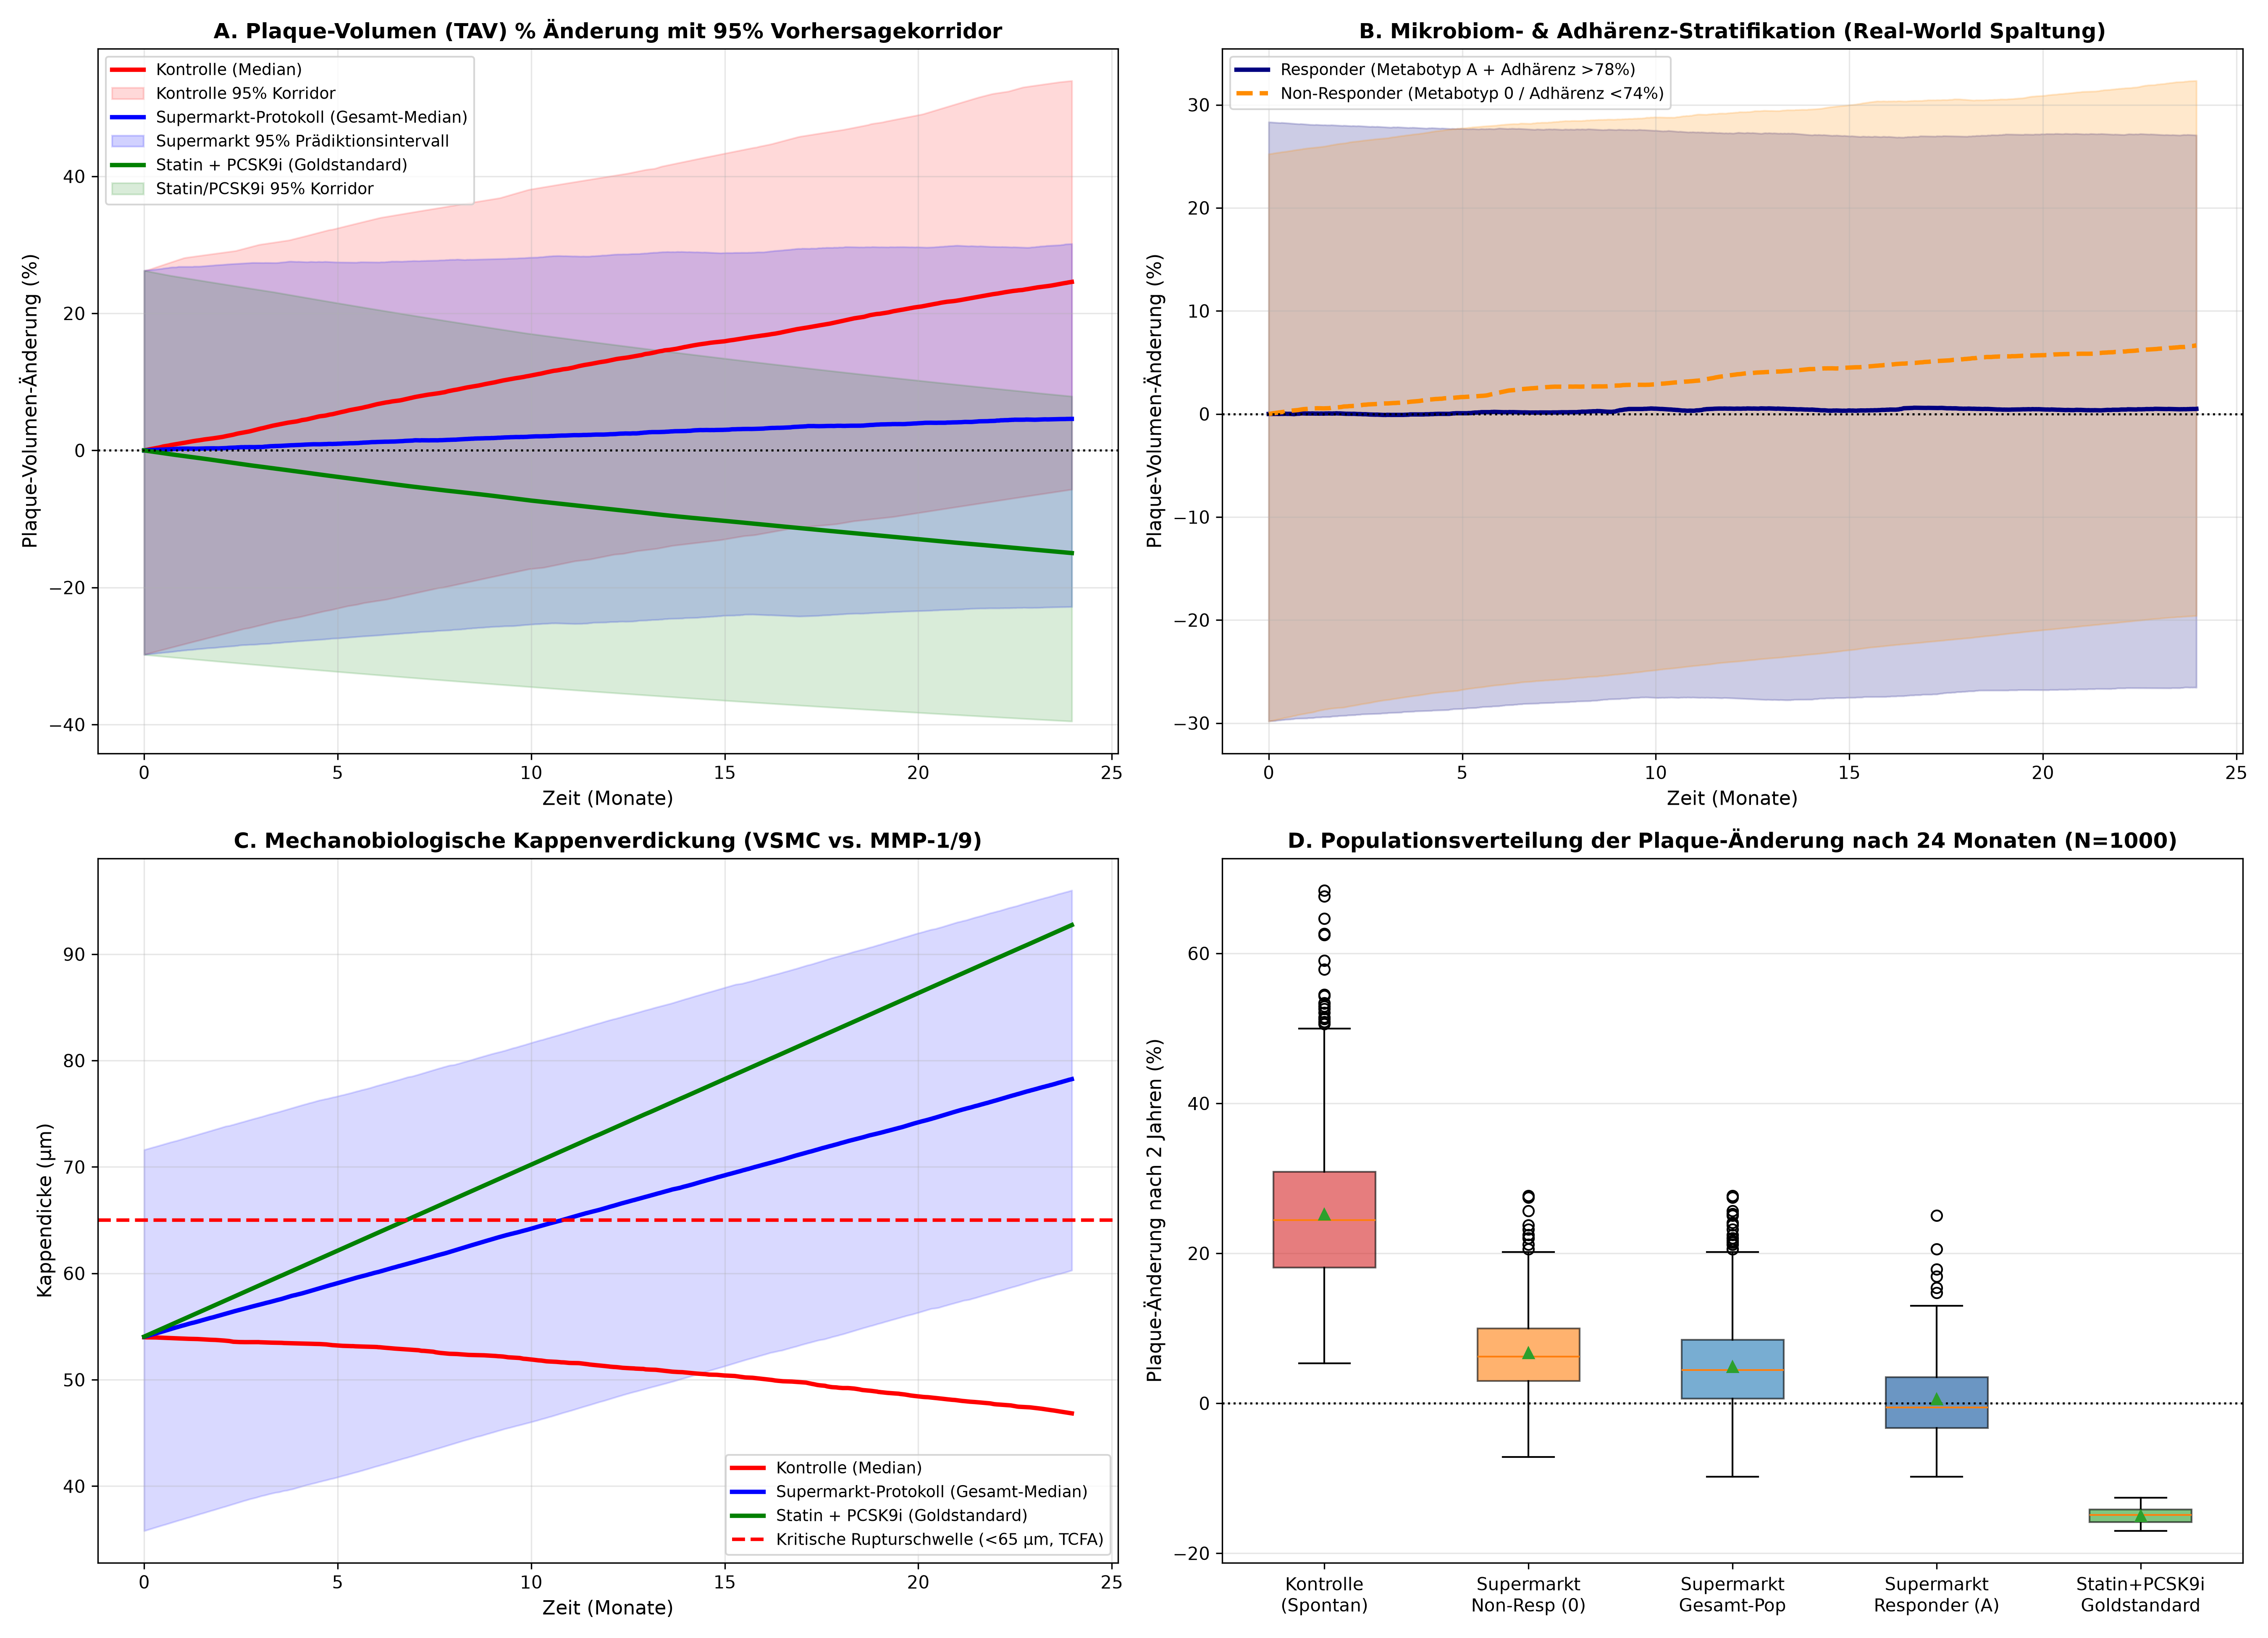 A. Plaque-Volumen (TAV) % Änderung mit 95% Vorhersagekorridor
Kontrolle (Median)
Kontrolle 95% Korridor
Supermarkt-Protokoll (Gesamt-Median)
Supermarkt 95% Prädiktionsintervall
Statin + PCSK9i (Goldstandard)
Statin/PCSK9i 95% Korridor
Plaque-Volumen-Änderung (%)
40
20
0
−20
−40
0 5 10 15 20 25
Zeit (Monate)
B. Mikrobiom- & Adhärenz-Stratifikation (Real-World Spaltung)
Responder (Metabotyp A + Adhärenz >78%)
Non-Responder (Metabotyp 0 / Adhärenz <74%)
Plaque-Volumen-Änderung (%)
30
20
10
0
−10
−20
−30
0 5 10 15 20 25
Zeit (Monate)
C. Mechanobiologische Kappenverdickung (VSMC vs. MMP-1/9)
Kappendicke (µm)
90
80
70
60
50
40
Kontrolle (Median)
Supermarkt-Protokoll (Gesamt-Median)
Statin + PCSK9i (Goldstandard)
Kritische Rupturschwelle (<65 µm, TCFA)
0 5 10 15 20 25
Zeit (Monate)
D. Populationsverteilung der Plaque-Änderung nach 24 Monaten (N=1000)
Plaque-Änderung nach 2 Jahren (%)
60
40
20
0
−20
Kontrolle
(Spontan)
Supermarkt
Non-Resp (0)
Supermarkt
Gesamt-Pop
Supermarkt
Responder (A)
Statin+PCSK9i
Goldstandard